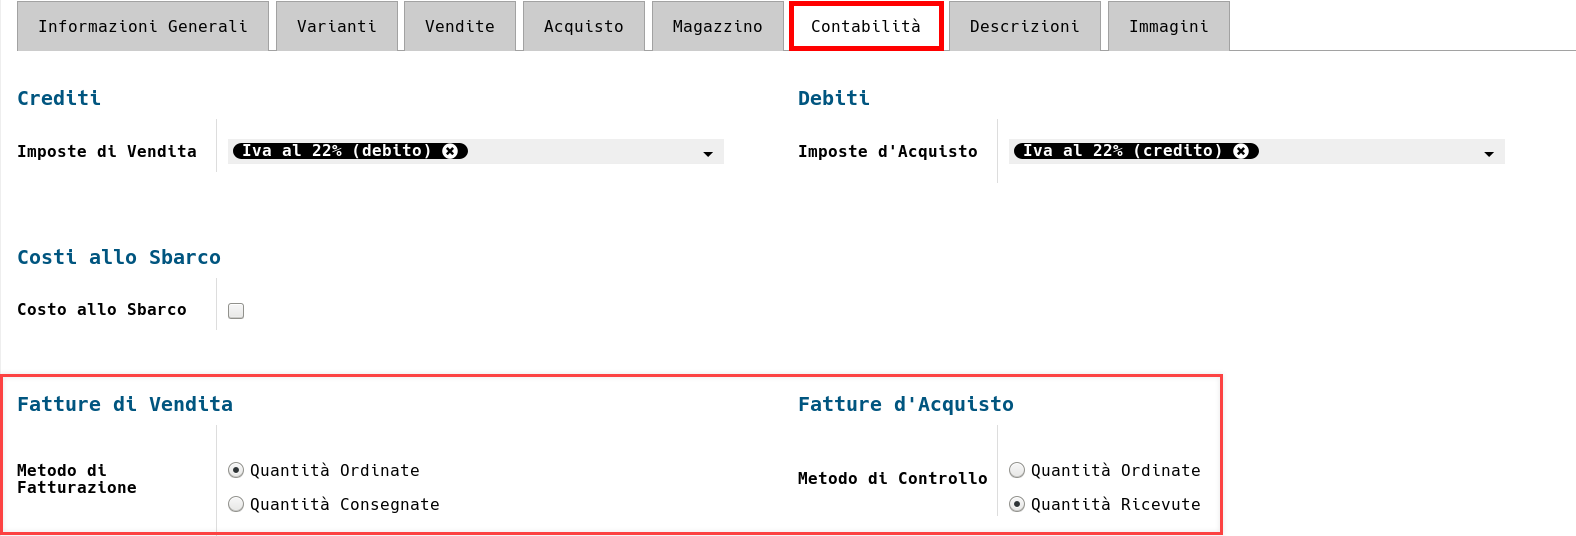 Informazioni Generali
Varianti
Vendite
Acquisto
Magazzino
Contabilità
Descrizioni
Immagini
Crediti
Imposte di Vendita
Iva al 22% (debito)
Debiti
Imposte d'Acquisto
Iva al 22% (credito)
Costi allo Sbarco
Costo allo Sbarco
Fatture di Vendita
Metodo di
Fatturazione
Quantità Ordinate
Quantità Consegnate
Fatture d'Acquisto
Metodo di Controllo
Quantità Ordinate
Quantità Ricevute